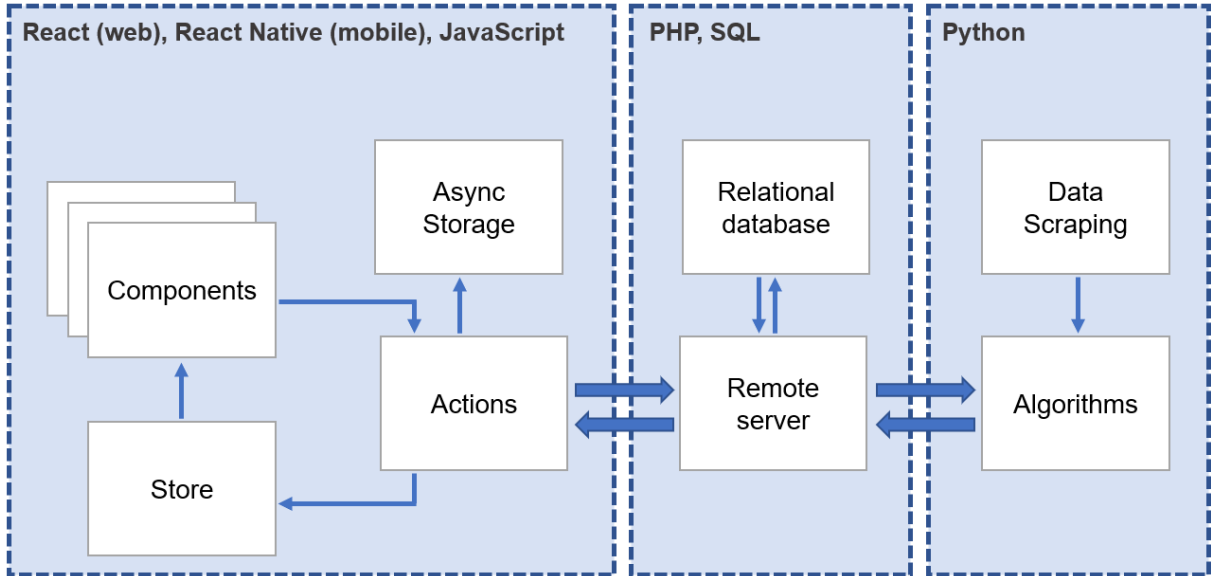 React (web), React Native (mobile), JavaScript
PHP, SQL
Python
Async
Storage
Relational
database
Data
Scraping
Components
Actions
Remote
server
Algorithms
Store